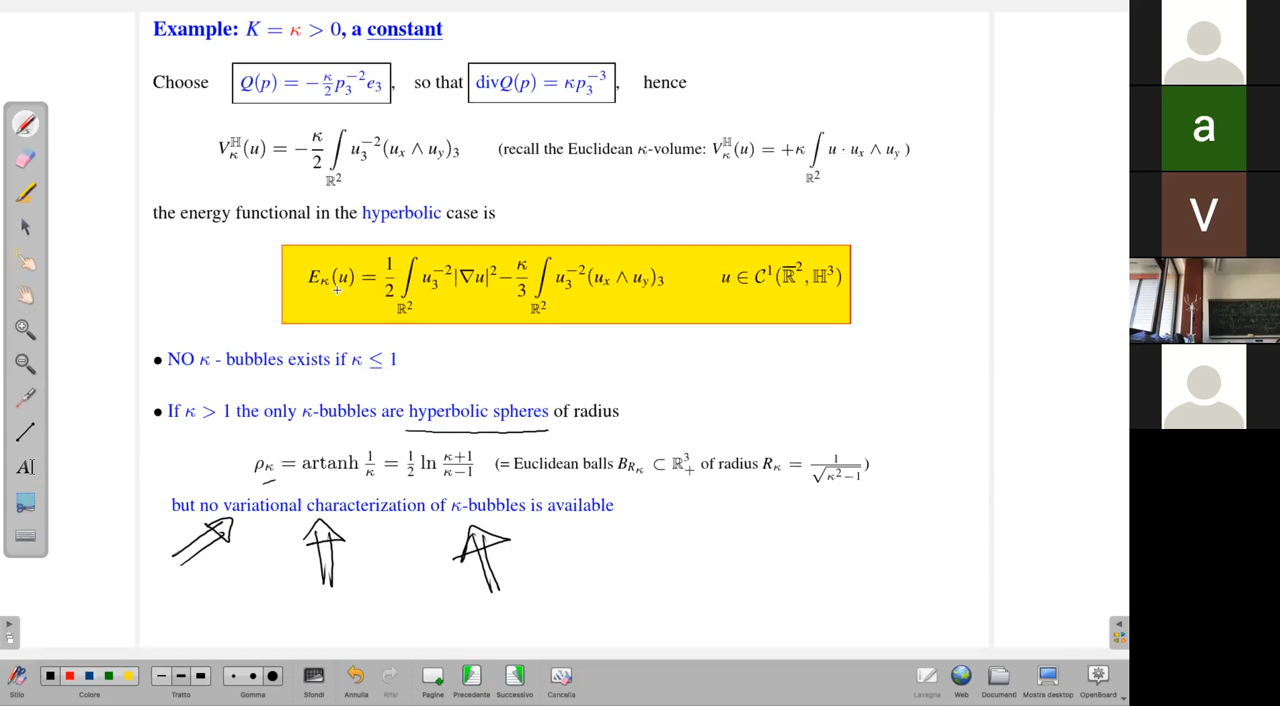 Example: K = κ > 0, a constant
Choose Q(p) = −κ/2 p₃⁻² e₃ , so that divQ(p) = κp₃⁻³ , hence
V_κ^ℍ(u) = −κ/2 ∫_{ℝ²} u₃⁻²(u_x ∧ u_y)₃ (recall the Euclidean κ-volume: V_κ^ℍ(u) = +κ ∫_{ℝ²} u · u_x ∧ u_y )
the energy functional in the hyperbolic case is
E_κ(u) = 1/2 ∫_{ℝ²} u₃⁻²|∇u|² − κ/3 ∫_{ℝ²} u₃⁻²(u_x ∧ u_y)₃ u ∈ 𝒞¹(ℝ̅², ℍ³)
• NO κ - bubbles exists if κ ≤ 1
• If κ > 1 the only κ-bubbles are hyperbolic spheres of radius
ρ_κ = artanh 1/κ = 1/2 ln (κ+1)/(κ−1) (= Euclidean balls B_{R_κ} ⊂ ℝ³₊ of radius R_κ = 1/√(κ²−1) )
but no variational characterization of κ-bubbles is available
a
V
A
Stilo
Colore
Tratto
Gomma
Sfondi
Annulla
Rifai
Pagine
Precedente
Successivo
Cancella
Lavagna
Web
Documenti
Mostra desktop
OpenBoard